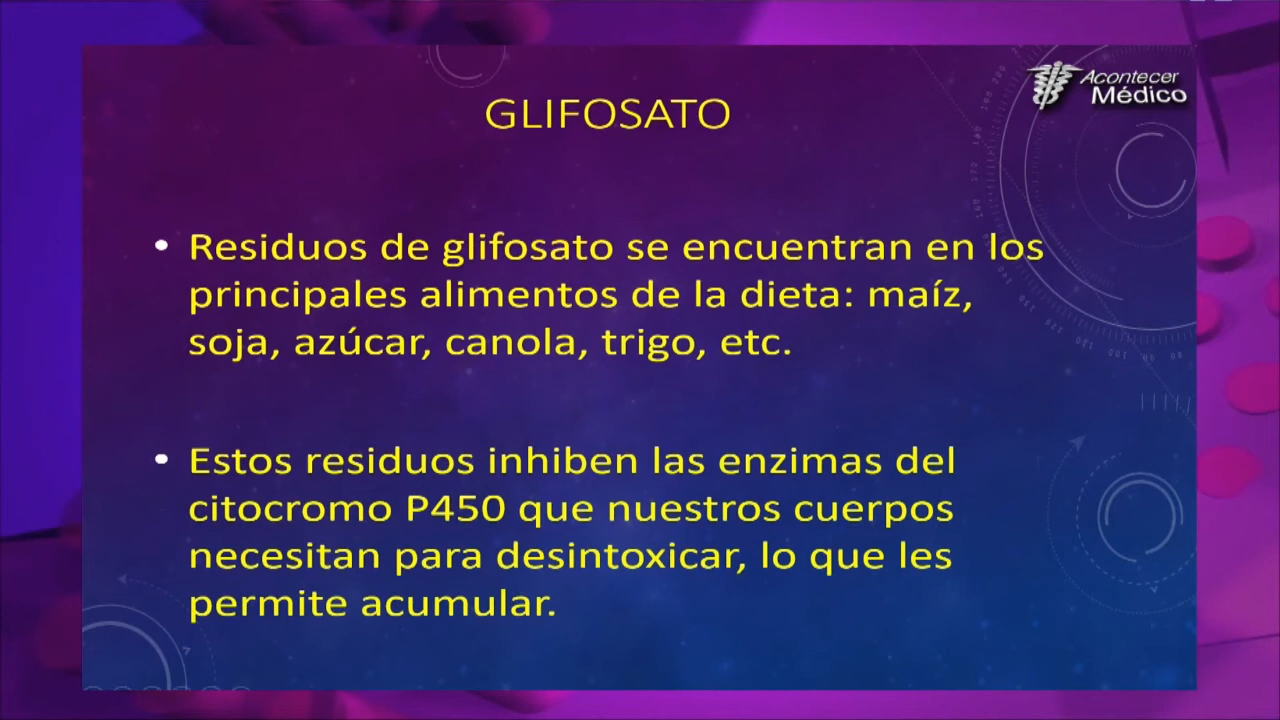 Acontecer
Médico
GLIFOSATO
• Residuos de glifosato se encuentran en los
principales alimentos de la dieta: maíz,
soja, azúcar, canola, trigo, etc.
• Estos residuos inhiben las enzimas del
citocromo P450 que nuestros cuerpos
necesitan para desintoxicar, lo que les
permite acumular.